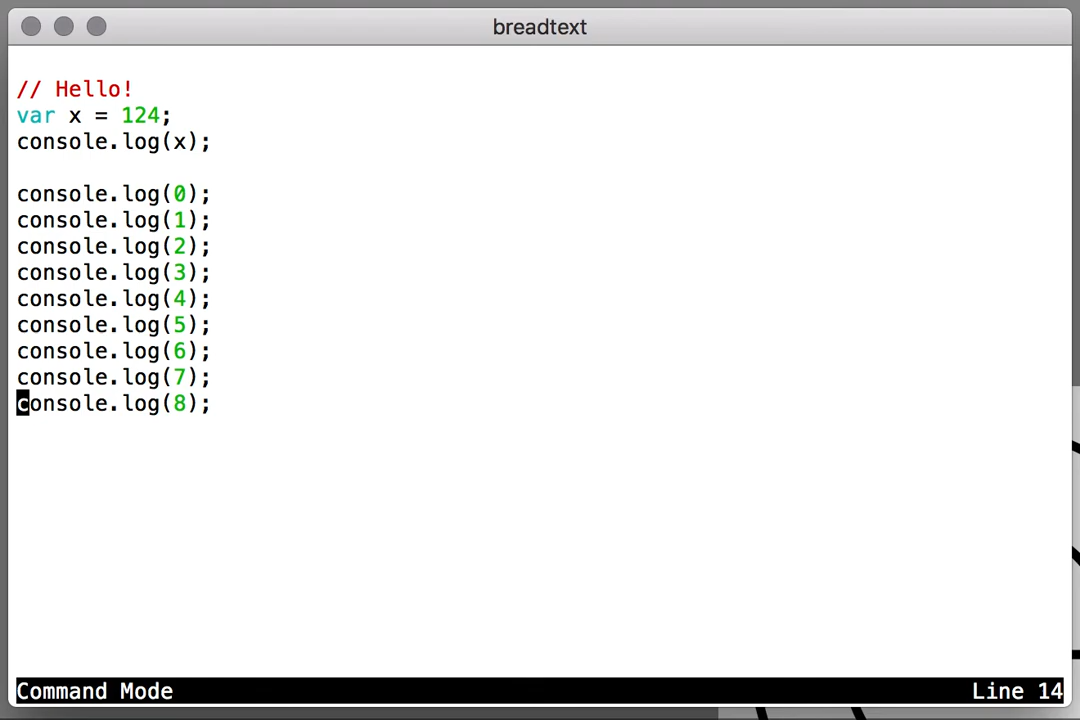 breadtext
// Hello!
var x = 124;
console.log(x);
console.log(0);
console.log(1);
console.log(2);
console.log(3);
console.log(4);
console.log(5);
console.log(6);
console.log(7);
console.log(8);
Command Mode Line 14